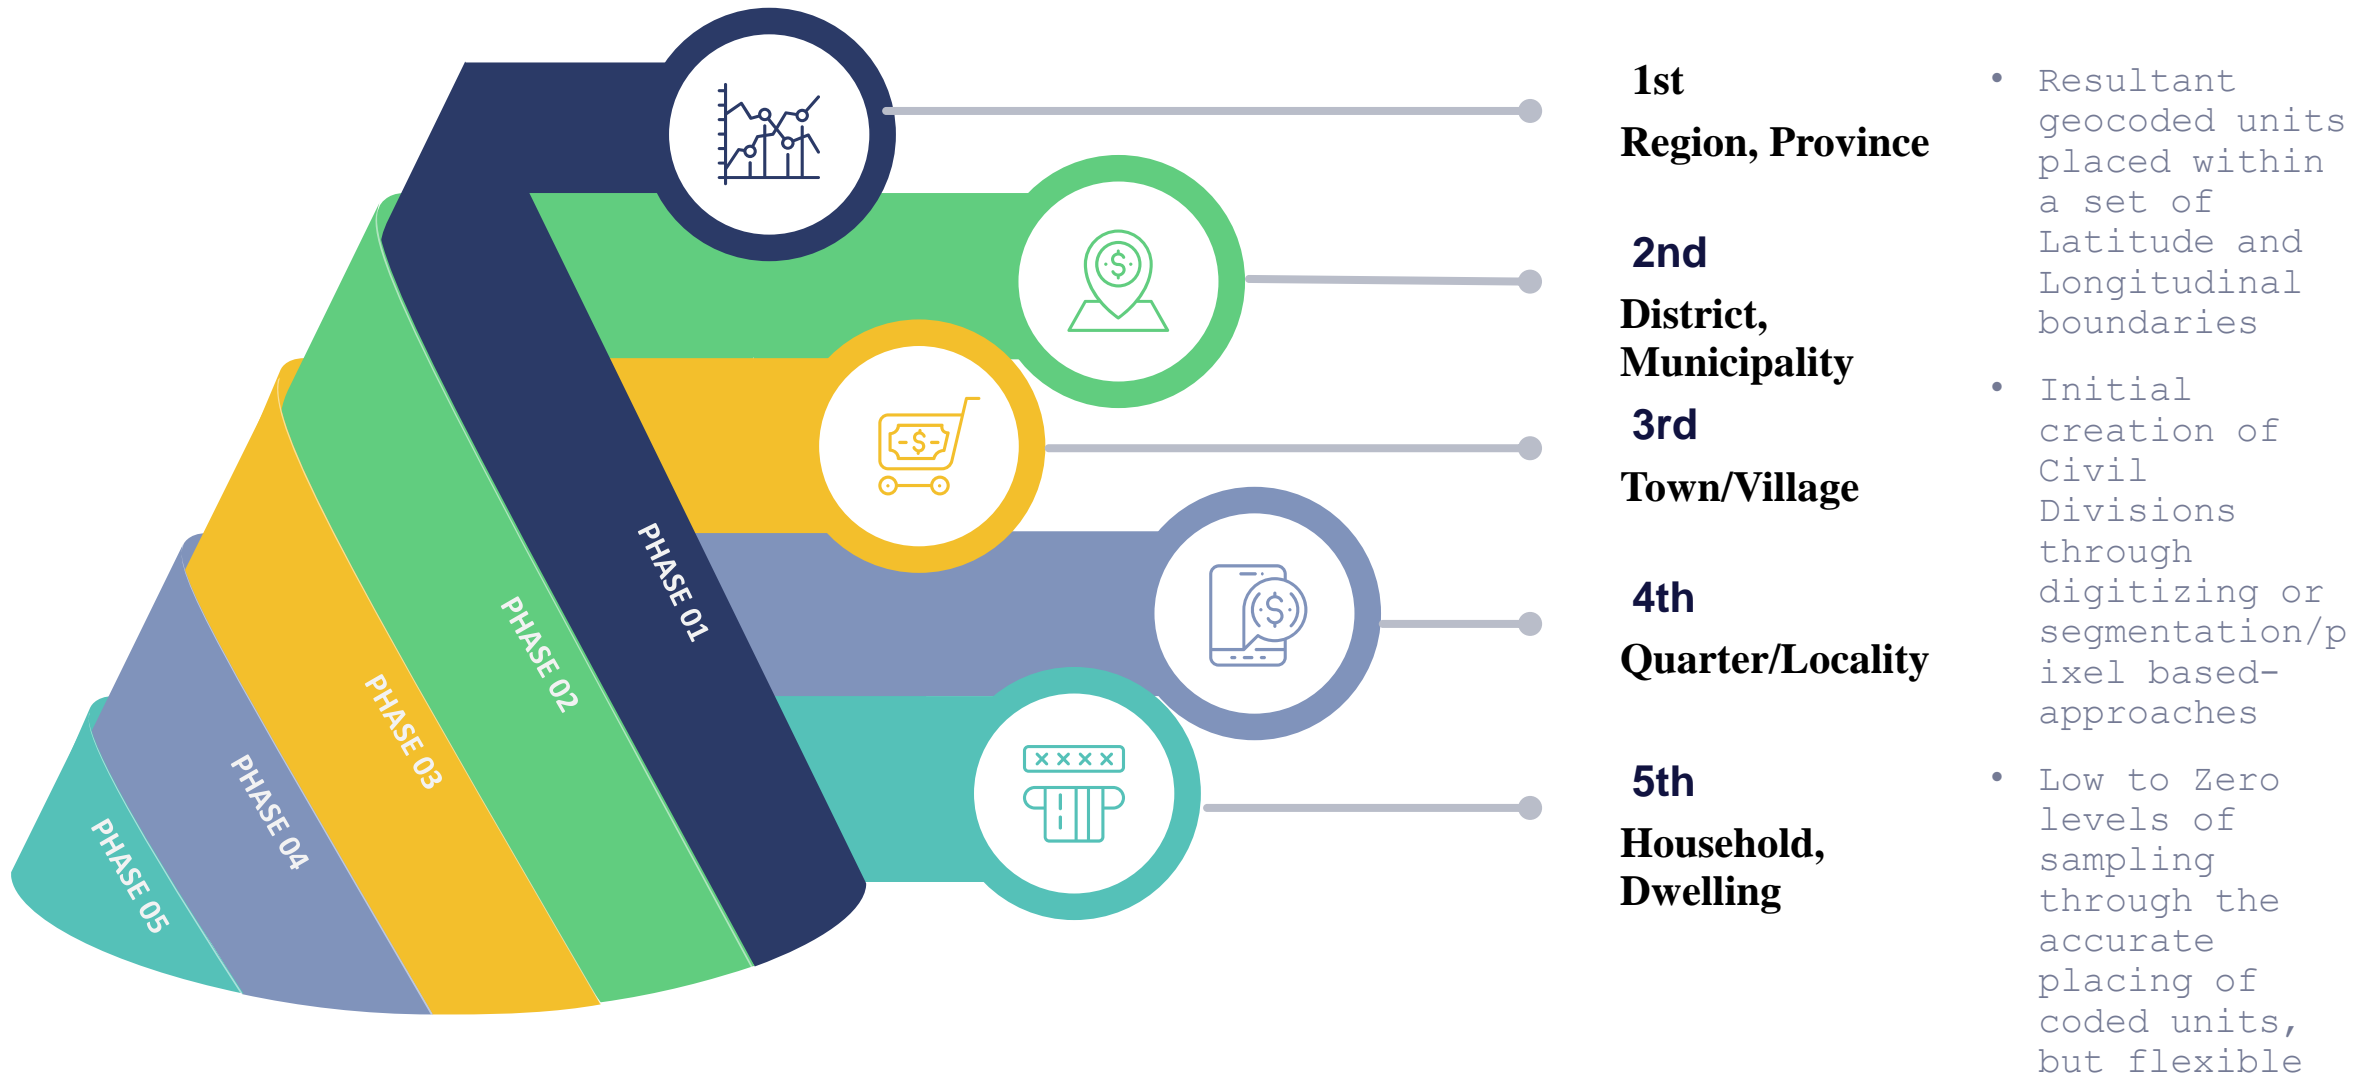 PHASE 01
PHASE 02
PHASE 03
PHASE 04
PHASE 05
1st
Region, Province
2nd
District,
Municipality
3rd
Town/Village
4th
Quarter/Locality
5th
Household,
Dwelling
• Resultant
geocoded units
placed within
a set of
Latitude and
Longitudinal
boundaries
• Initial
creation of
Civil
Divisions
through
digitizing or
segmentation/p
ixel based-
approaches
• Low to Zero
levels of
sampling
through the
accurate
placing of
coded units,
but flexible